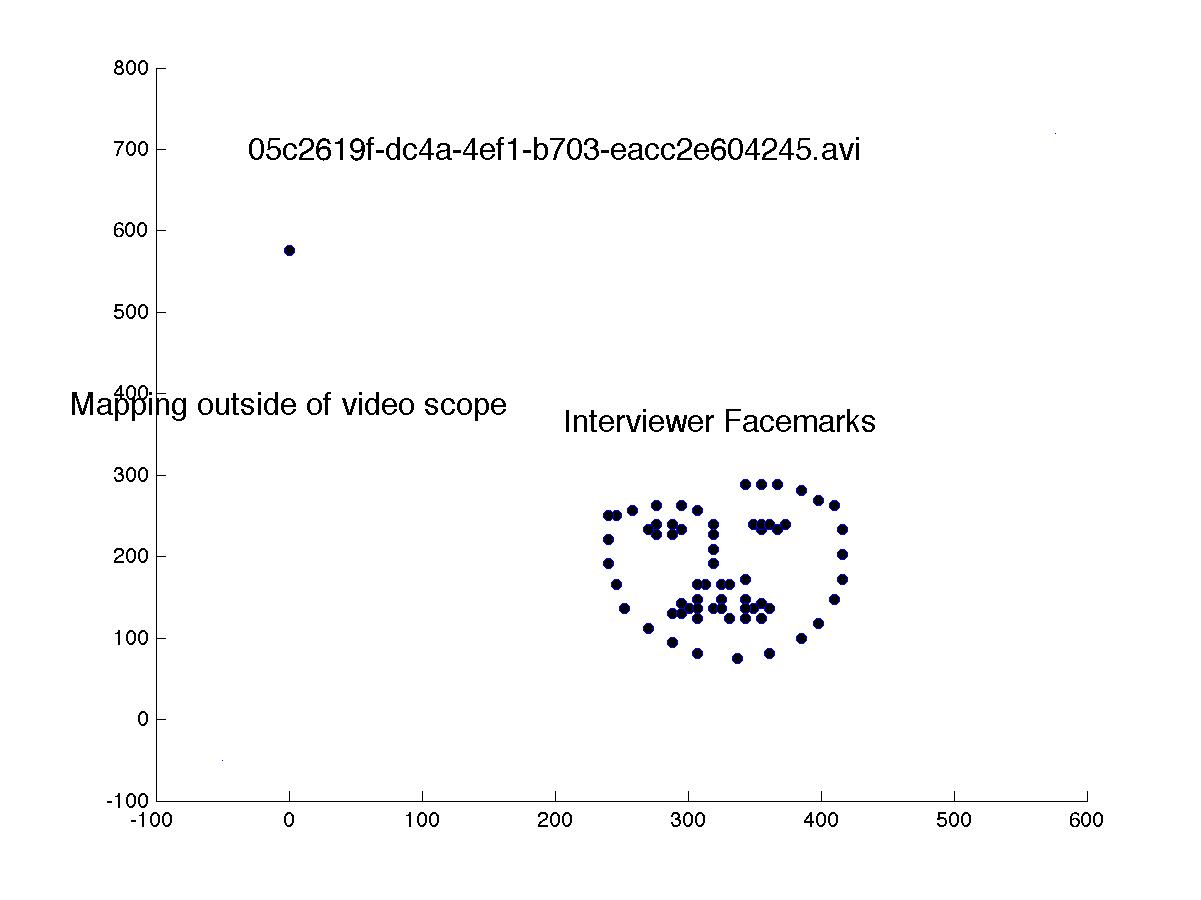 800
700
05c2619f-dc4a-4ef1-b703-eacc2e604245.avi
600
500
400
Mapping outside of video scope
Interviewer Facemarks
300
200
100
0
-100
-100 0 100 200 300 400 500 600